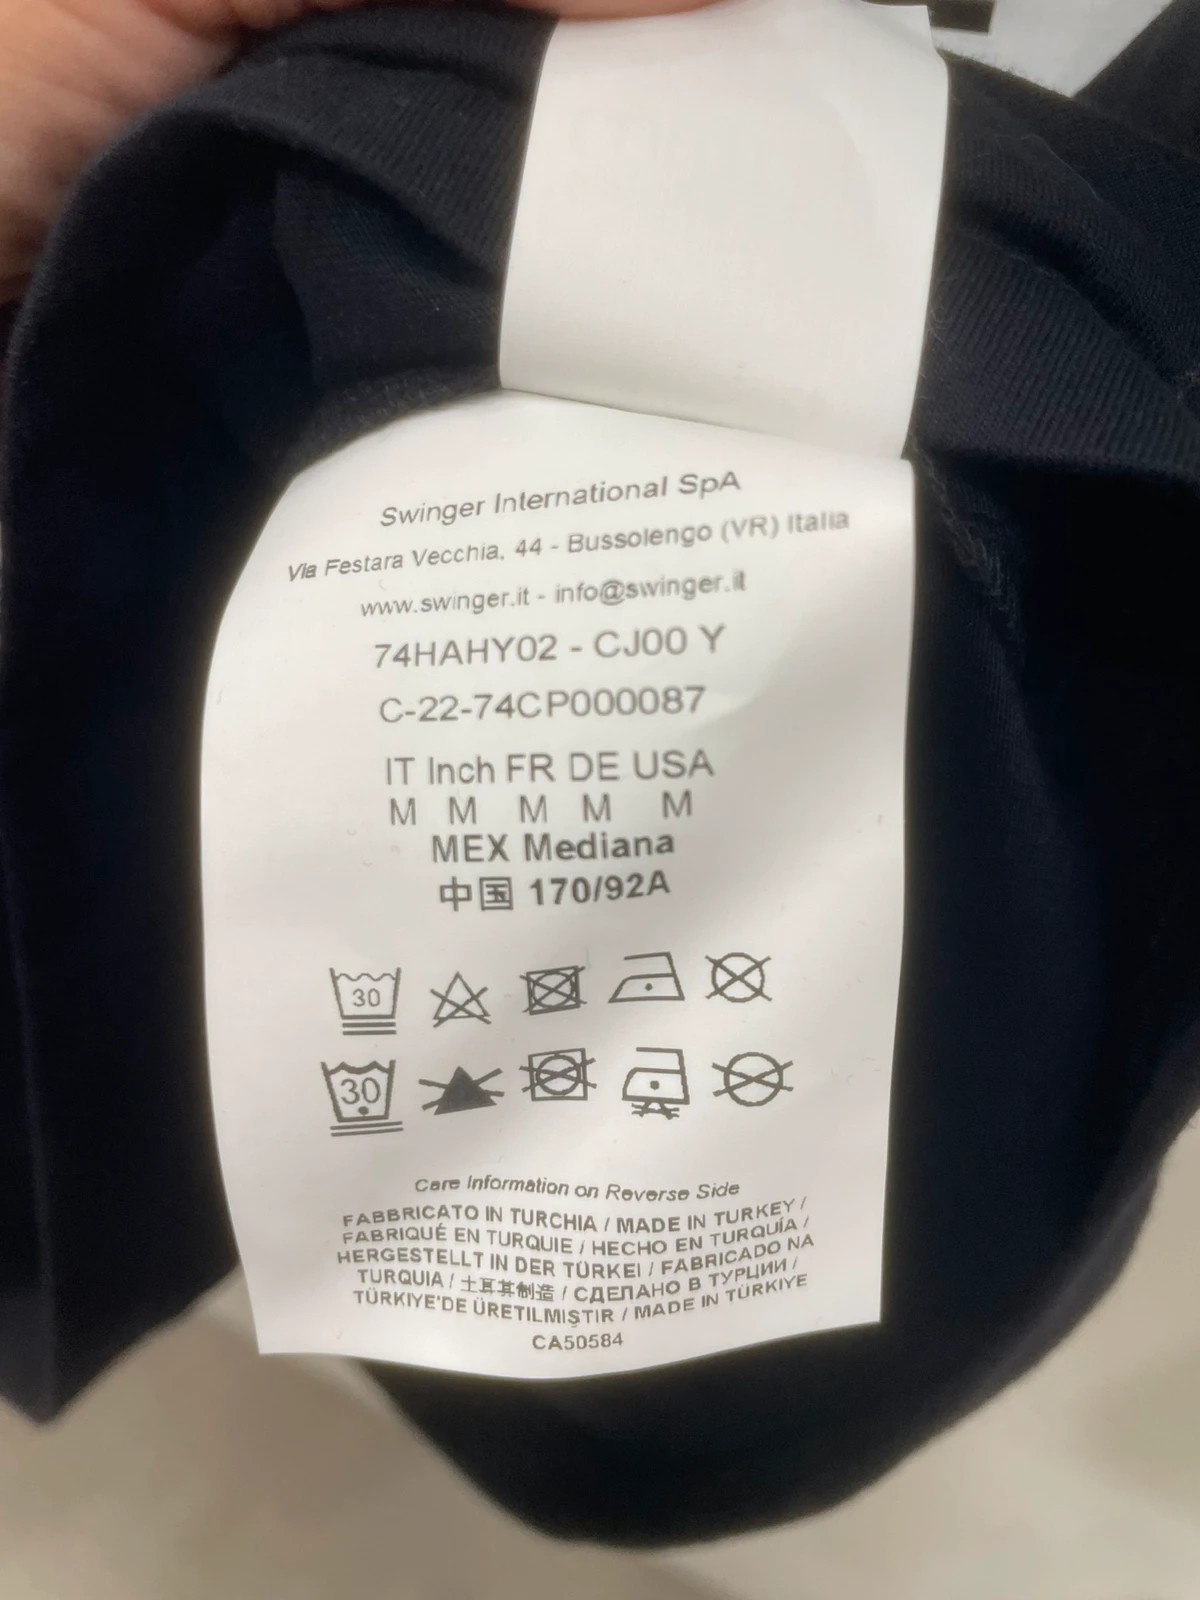 Swinger International SpA
Via Festara Vecchia, 44 - Bussolengo (VR) Italia
www.swinger.it - info@swinger.it
74HAHY02 - CJ00 Y
C-22-74CP000087
IT Inch FR DE USA
M M M M M
MEX Mediana
中国 170/92A
30
30
Care Information on Reverse Side
FABBRICATO IN TURCHIA / MADE IN TURKEY /
FABRIQUÉ EN TURQUIE / HECHO EN TURQUÍA /
HERGESTELLT IN DER TÜRKEI / FABRICADO NA
TURQUIA / 土耳其制造 / СДЕЛАНО В ТУРЦИИ /
TÜRKIYE'DE ÜRETILMIŞTIR / MADE IN TÜRKIYE
CA50584